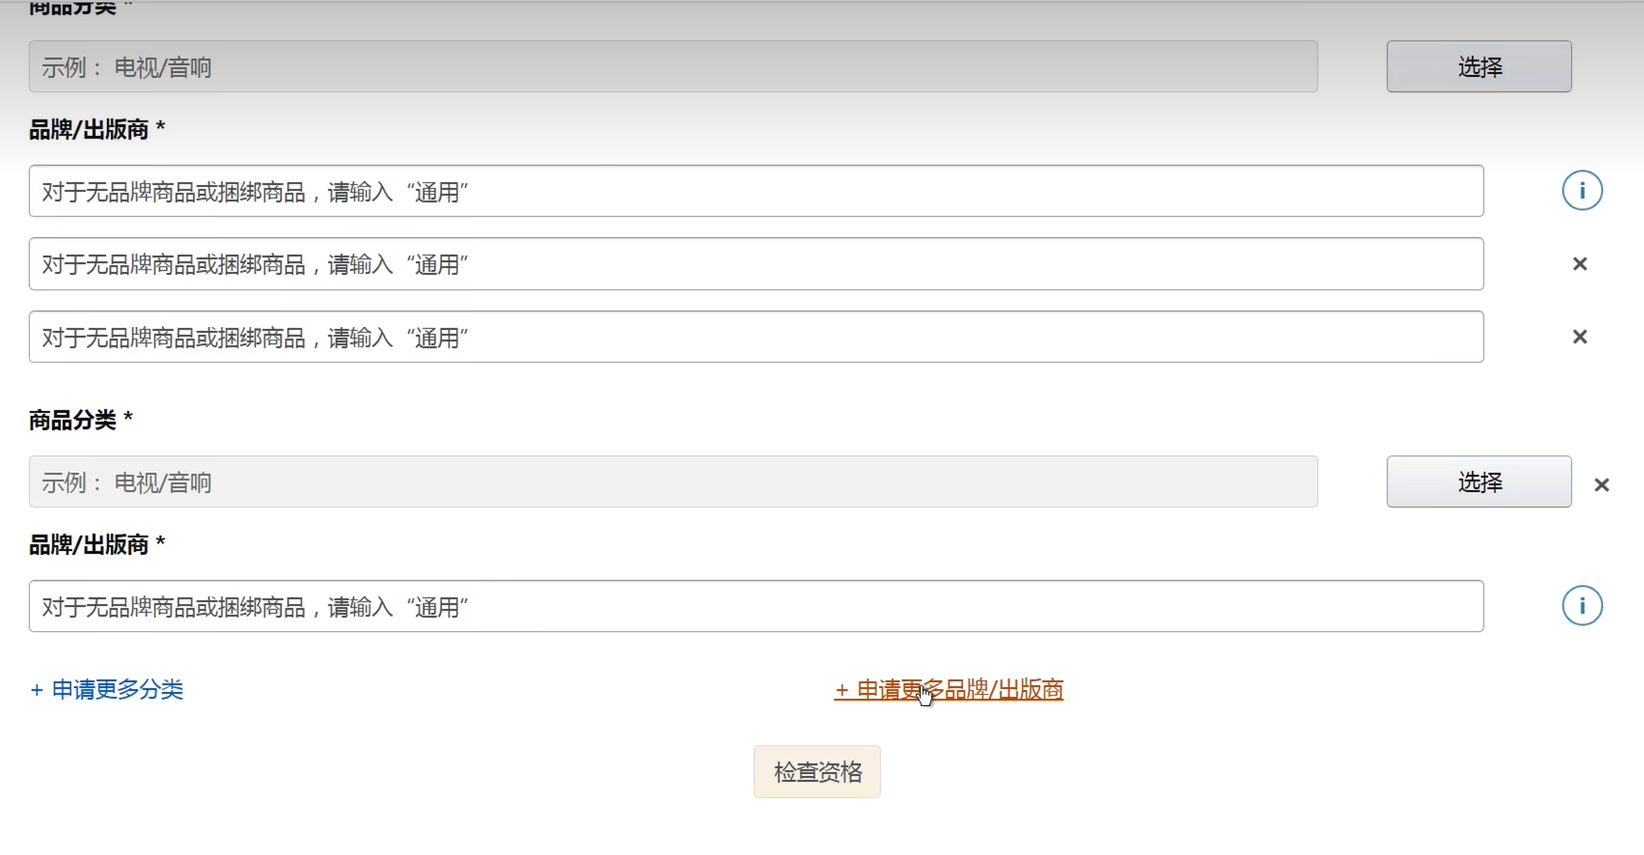 商品分类 *
示例： 电视/音响
选择
品牌/出版商 *
对于无品牌商品或捆绑商品，请输入“通用”
对于无品牌商品或捆绑商品，请输入“通用”
对于无品牌商品或捆绑商品，请输入“通用”
商品分类 *
示例： 电视/音响
选择
品牌/出版商 *
对于无品牌商品或捆绑商品，请输入“通用”
+ 申请更多分类
+ 申请更多品牌/出版商
检查资格